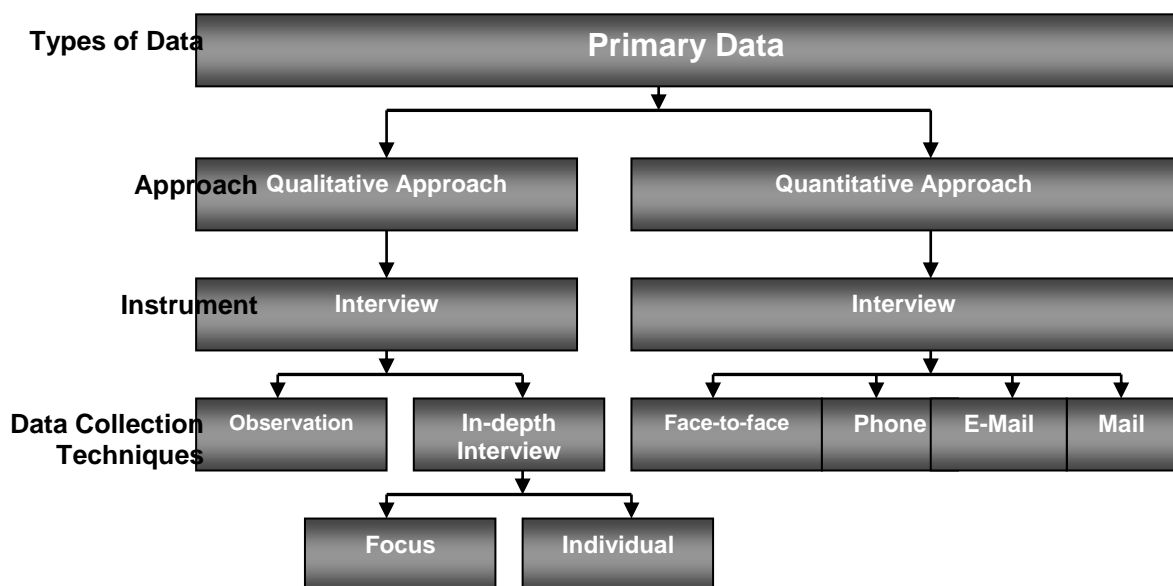 Types of Data
Primary Data
Approach
Qualitative Approach
Quantitative Approach
Instrument
Interview
Interview
Data Collection
Techniques
Observation
In-depth
Interview
Face-to-face
Phone
E-Mail
Mail
Focus
Individual